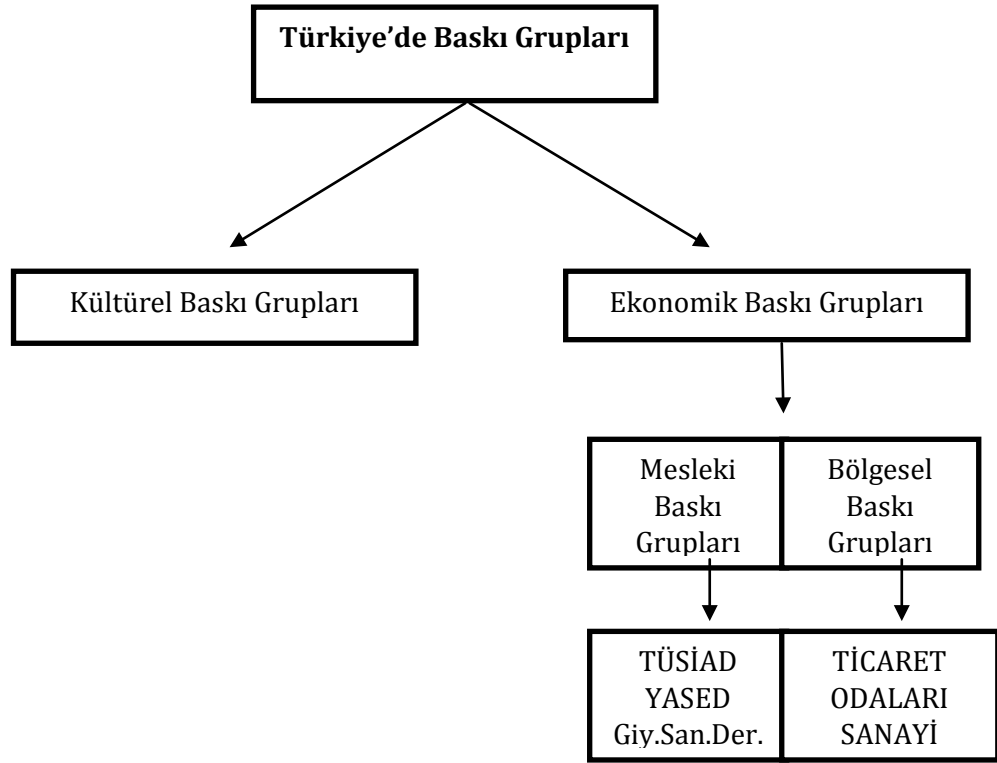 Türkiye’de Baskı Grupları
Kültürel Baskı Grupları
Ekonomik Baskı Grupları
Mesleki
Baskı
Grupları
Bölgesel
Baskı
Grupları
TÜSİAD
YASED
Giy.San.Der.
TİCARET
ODALARI
SANAYİ